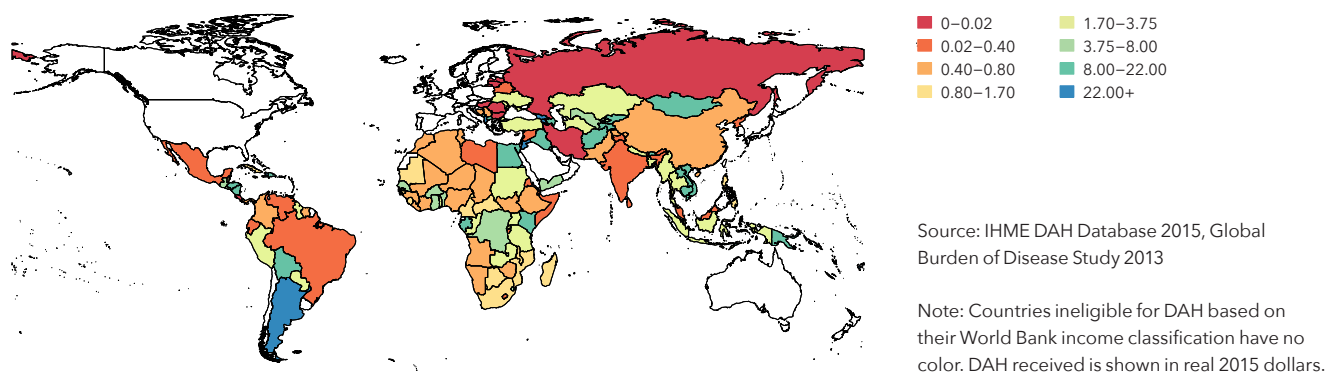 0–0.02
0.02–0.40
0.40–0.80
0.80–1.70
1.70–3.75
3.75–8.00
8.00–22.00
22.00+
Source: IHME DAH Database 2015, Global
Burden of Disease Study 2013
Note: Countries ineligible for DAH based on
their World Bank income classification have no
color. DAH received is shown in real 2015 dollars.